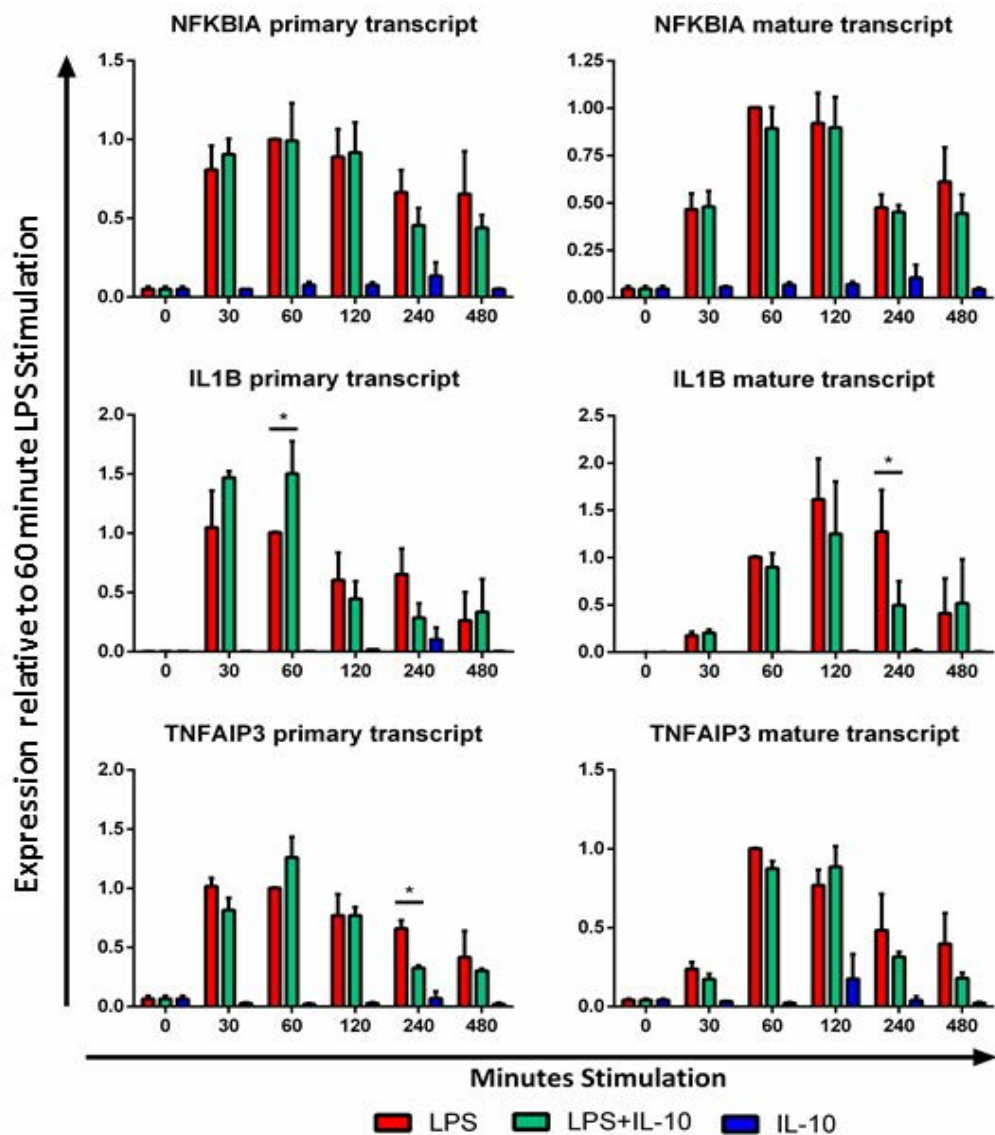 Expression relative to 60 minute LPS Stimulation
NFKBIA primary transcript
1.5
1.0
0.5
0.0
0 30 60 120 240 480
NFKBIA mature transcript
1.00
0.75
0.50
0.25
0.00
0 30 60 120 240 480
IL1B primary transcript
2.0
1.5
1.0
0.5
0.0
*
0 30 60 120 240 480
IL1B mature transcript
2.5
2.0
1.5
1.0
0.5
0.0
*
0 30 60 120 240 480
TNFAIP3 primary transcript
2.0
1.5
1.0
0.5
0.0
*
0 30 60 120 240 480
TNFAIP3 mature transcript
1.5
1.0
0.5
0.0
0 30 60 120 240 480
Minutes Stimulation
LPS LPS+IL-10 IL-10